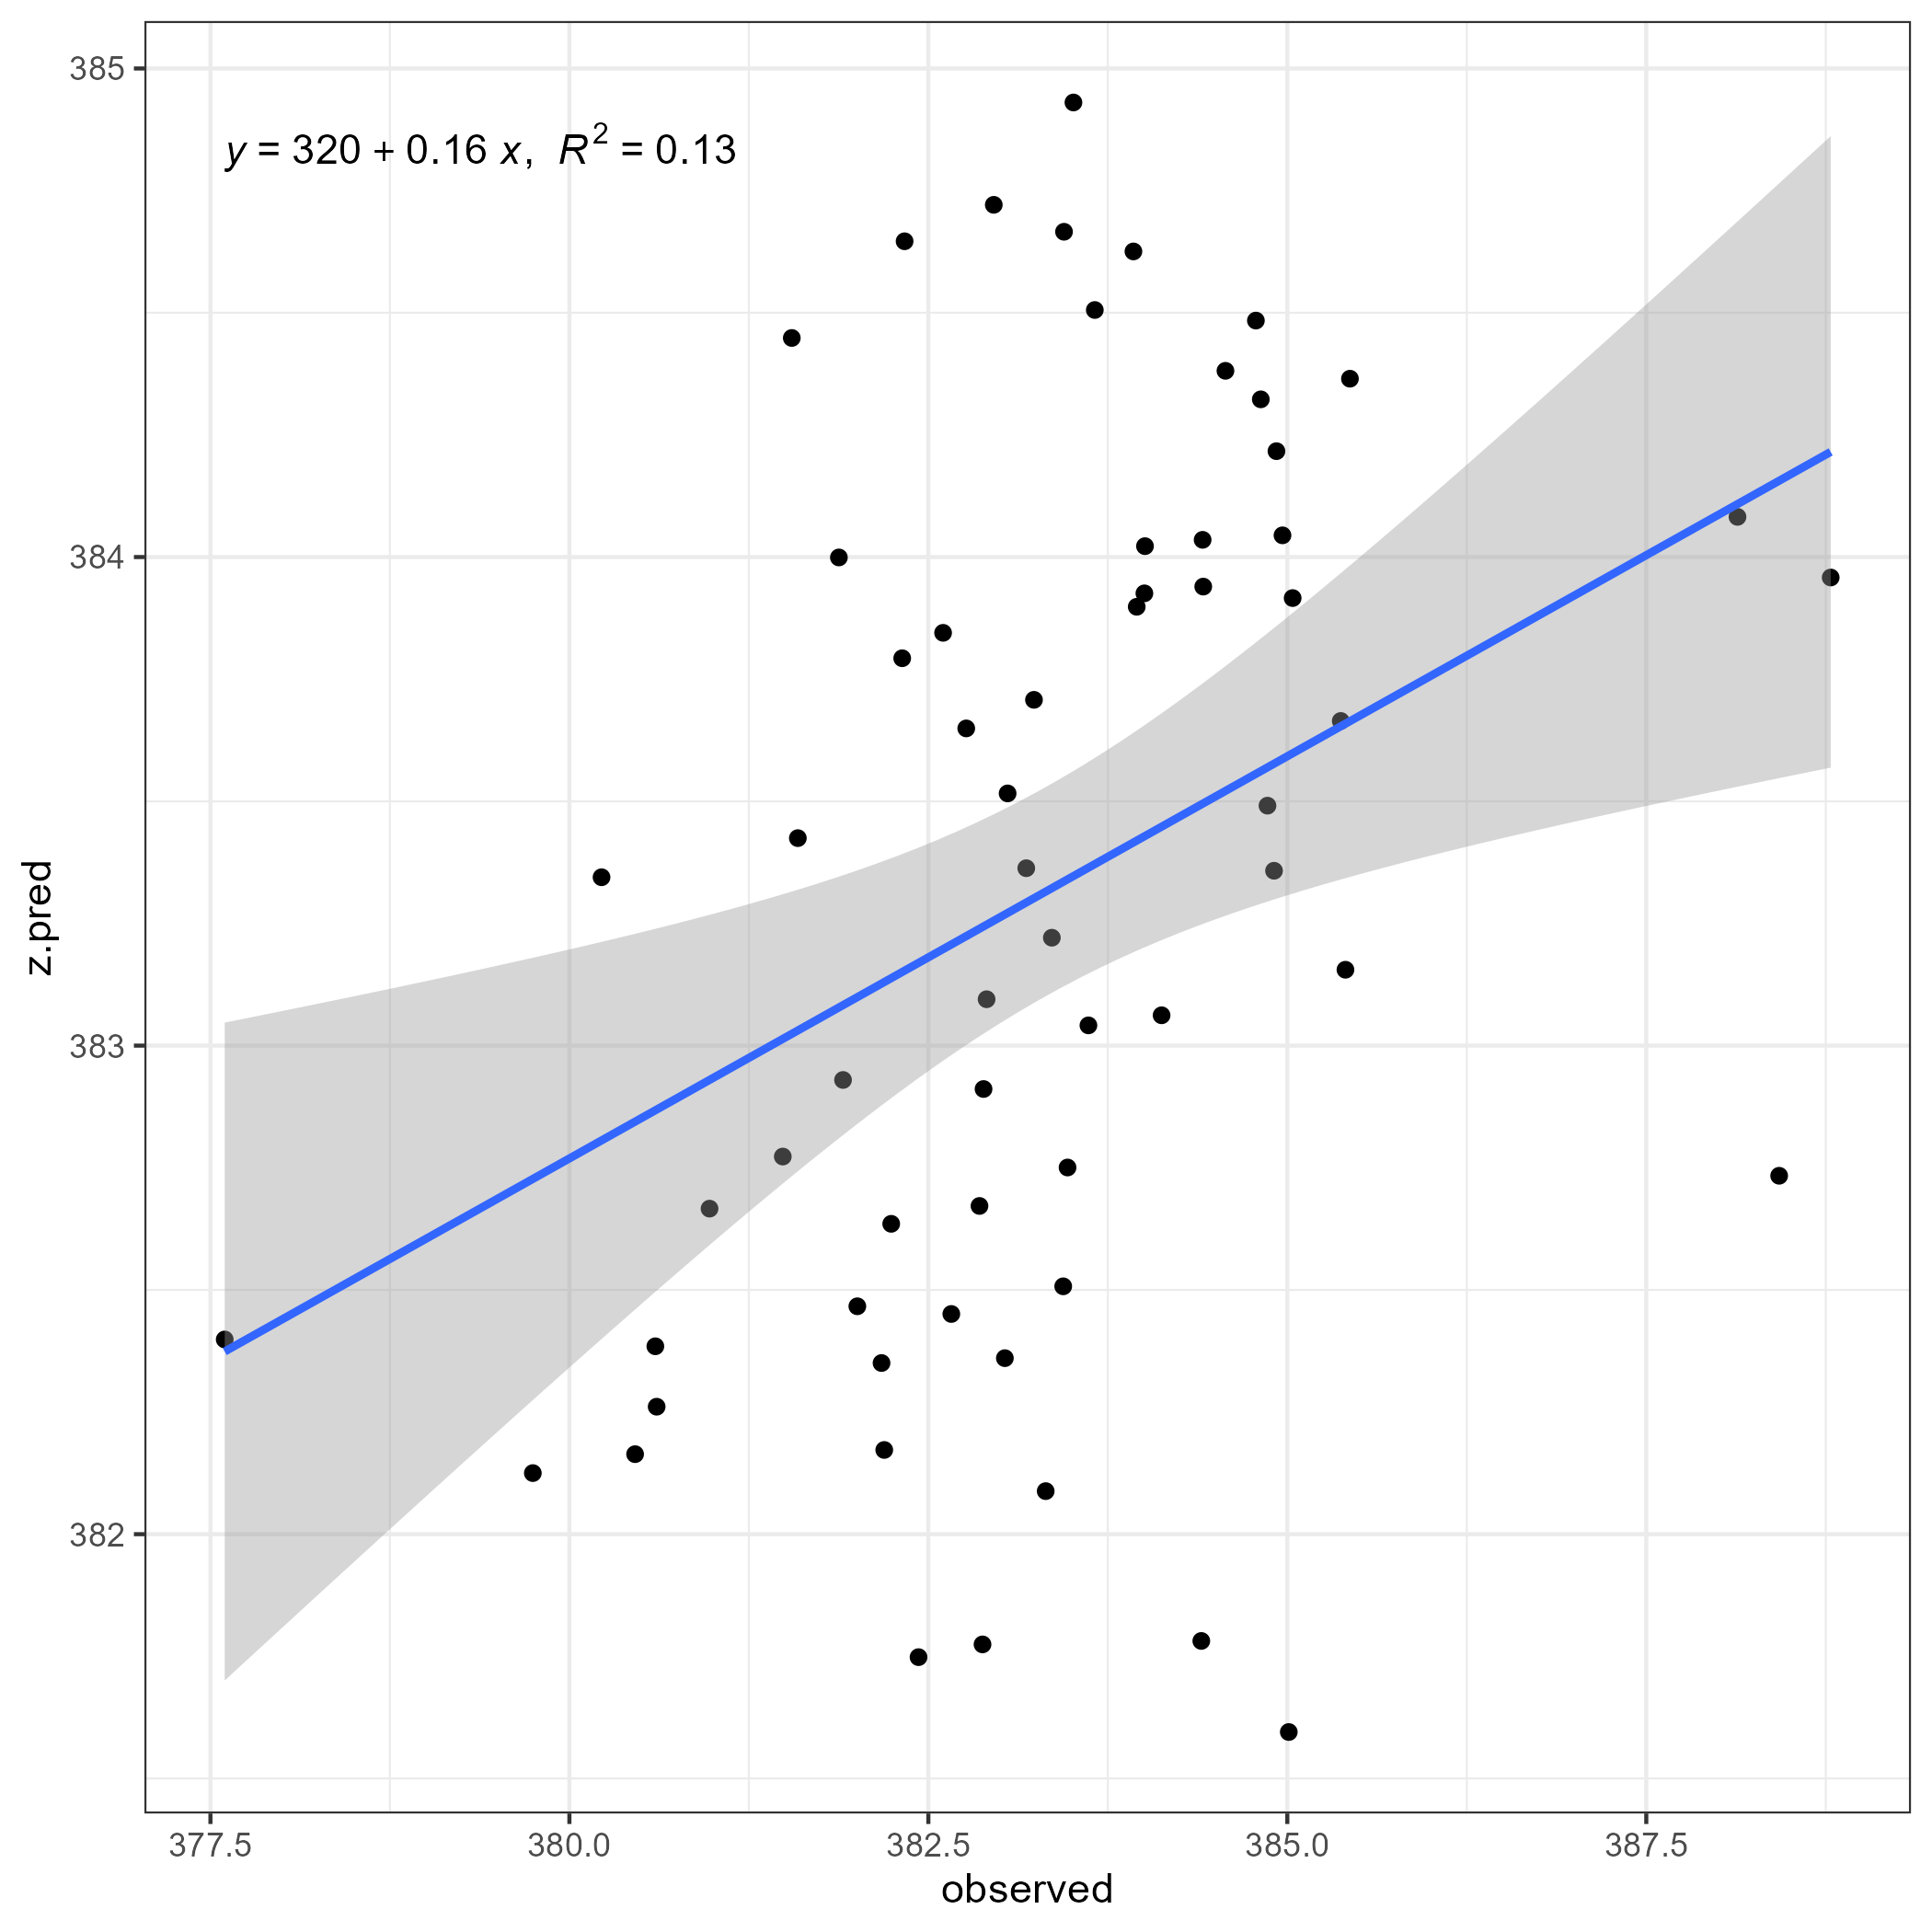 385
y = 320 + 0.16 x, R² = 0.13
384
z.pred
383
382
377.5 380.0 382.5 385.0 387.5
observed